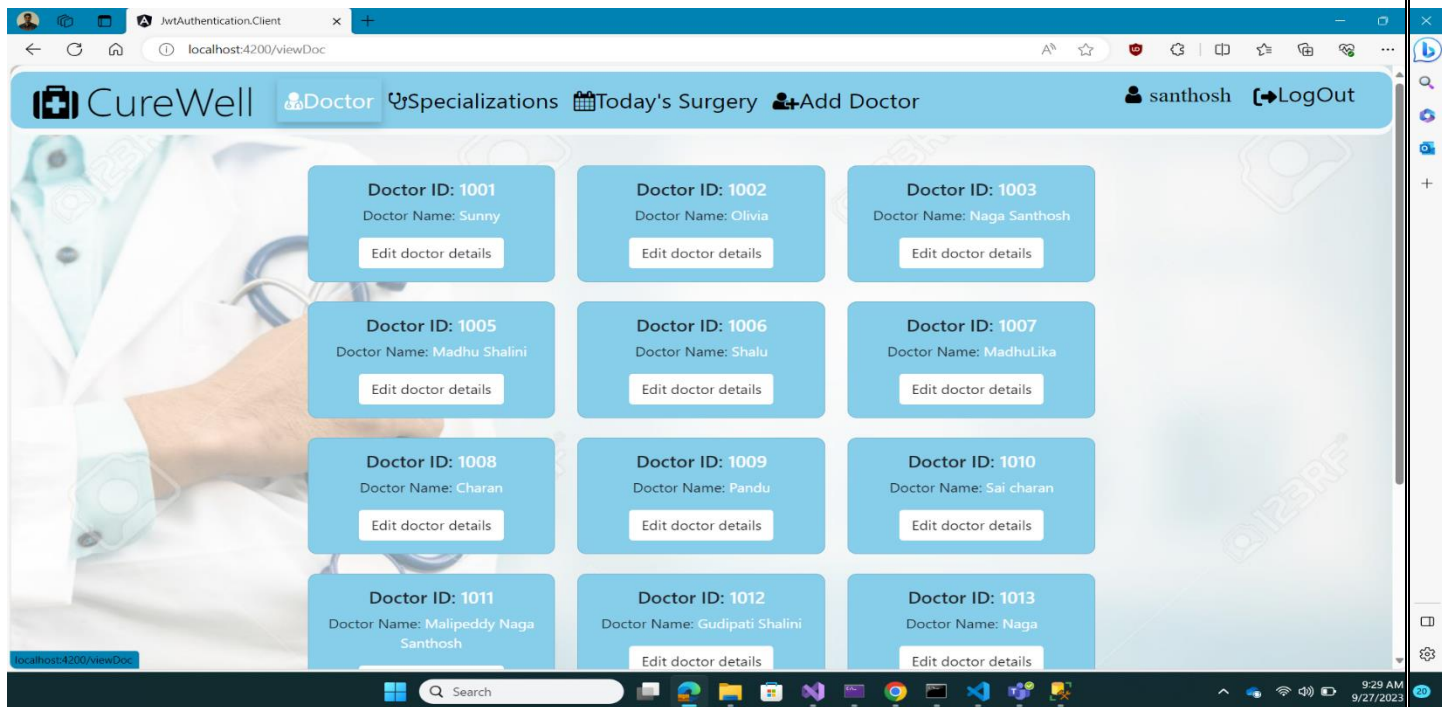 JwtAuthentication.Client
localhost:4200/viewDoc
CureWell Doctor Specializations Today's Surgery Add Doctor santhosh LogOut
Doctor ID: 1001 Doctor ID: 1002 Doctor ID: 1003
Doctor Name: Sunny Doctor Name: Olivia Doctor Name: Naga Santhosh
Edit doctor details Edit doctor details Edit doctor details
Doctor ID: 1005 Doctor ID: 1006 Doctor ID: 1007
Doctor Name: Madhu Shalini Doctor Name: Shalu Doctor Name: MadhuLika
Edit doctor details Edit doctor details Edit doctor details
Doctor ID: 1008 Doctor ID: 1009 Doctor ID: 1010
Doctor Name: Charan Doctor Name: Pandu Doctor Name: Sai charan
Edit doctor details Edit doctor details Edit doctor details
Doctor ID: 1011 Doctor ID: 1012 Doctor ID: 1013
Doctor Name: Malipeddy Naga Doctor Name: Gudipati Shalini Doctor Name: Naga
Santhosh
Edit doctor details Edit doctor details
localhost:4200/viewDoc
Search
9:29 AM
9/27/2023
20
123RF